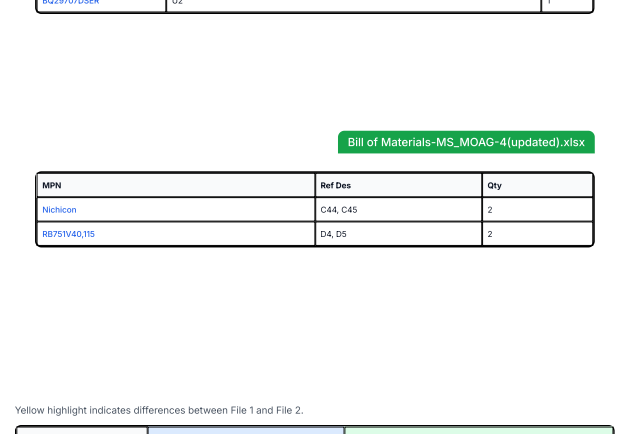 BQ29707DSER U2 1
Bill of Materials-MS_MOAG-4(updated).xlsx
MPN Ref Des Qty
Nichicon C44, C45 2
RB751V40,115 D4, D5 2
Yellow highlight indicates differences between File 1 and File 2.